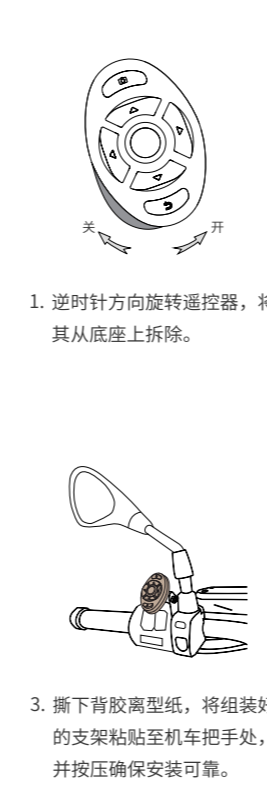 关
开
1. 逆时针方向旋转遥控器，将
其从底座上拆除。
3. 撕下背胶离型纸，将组装好
的支架粘贴至机车把手处，
并按压确保安装可靠。